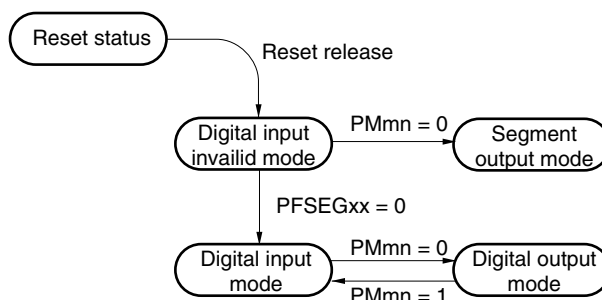 Reset status
Reset release
Digital input
invailid mode
PMmn = 0
Segment
output mode
PFSEGxx = 0
Digital input
mode
PMmn = 0
PMmn = 1
Digital output
mode